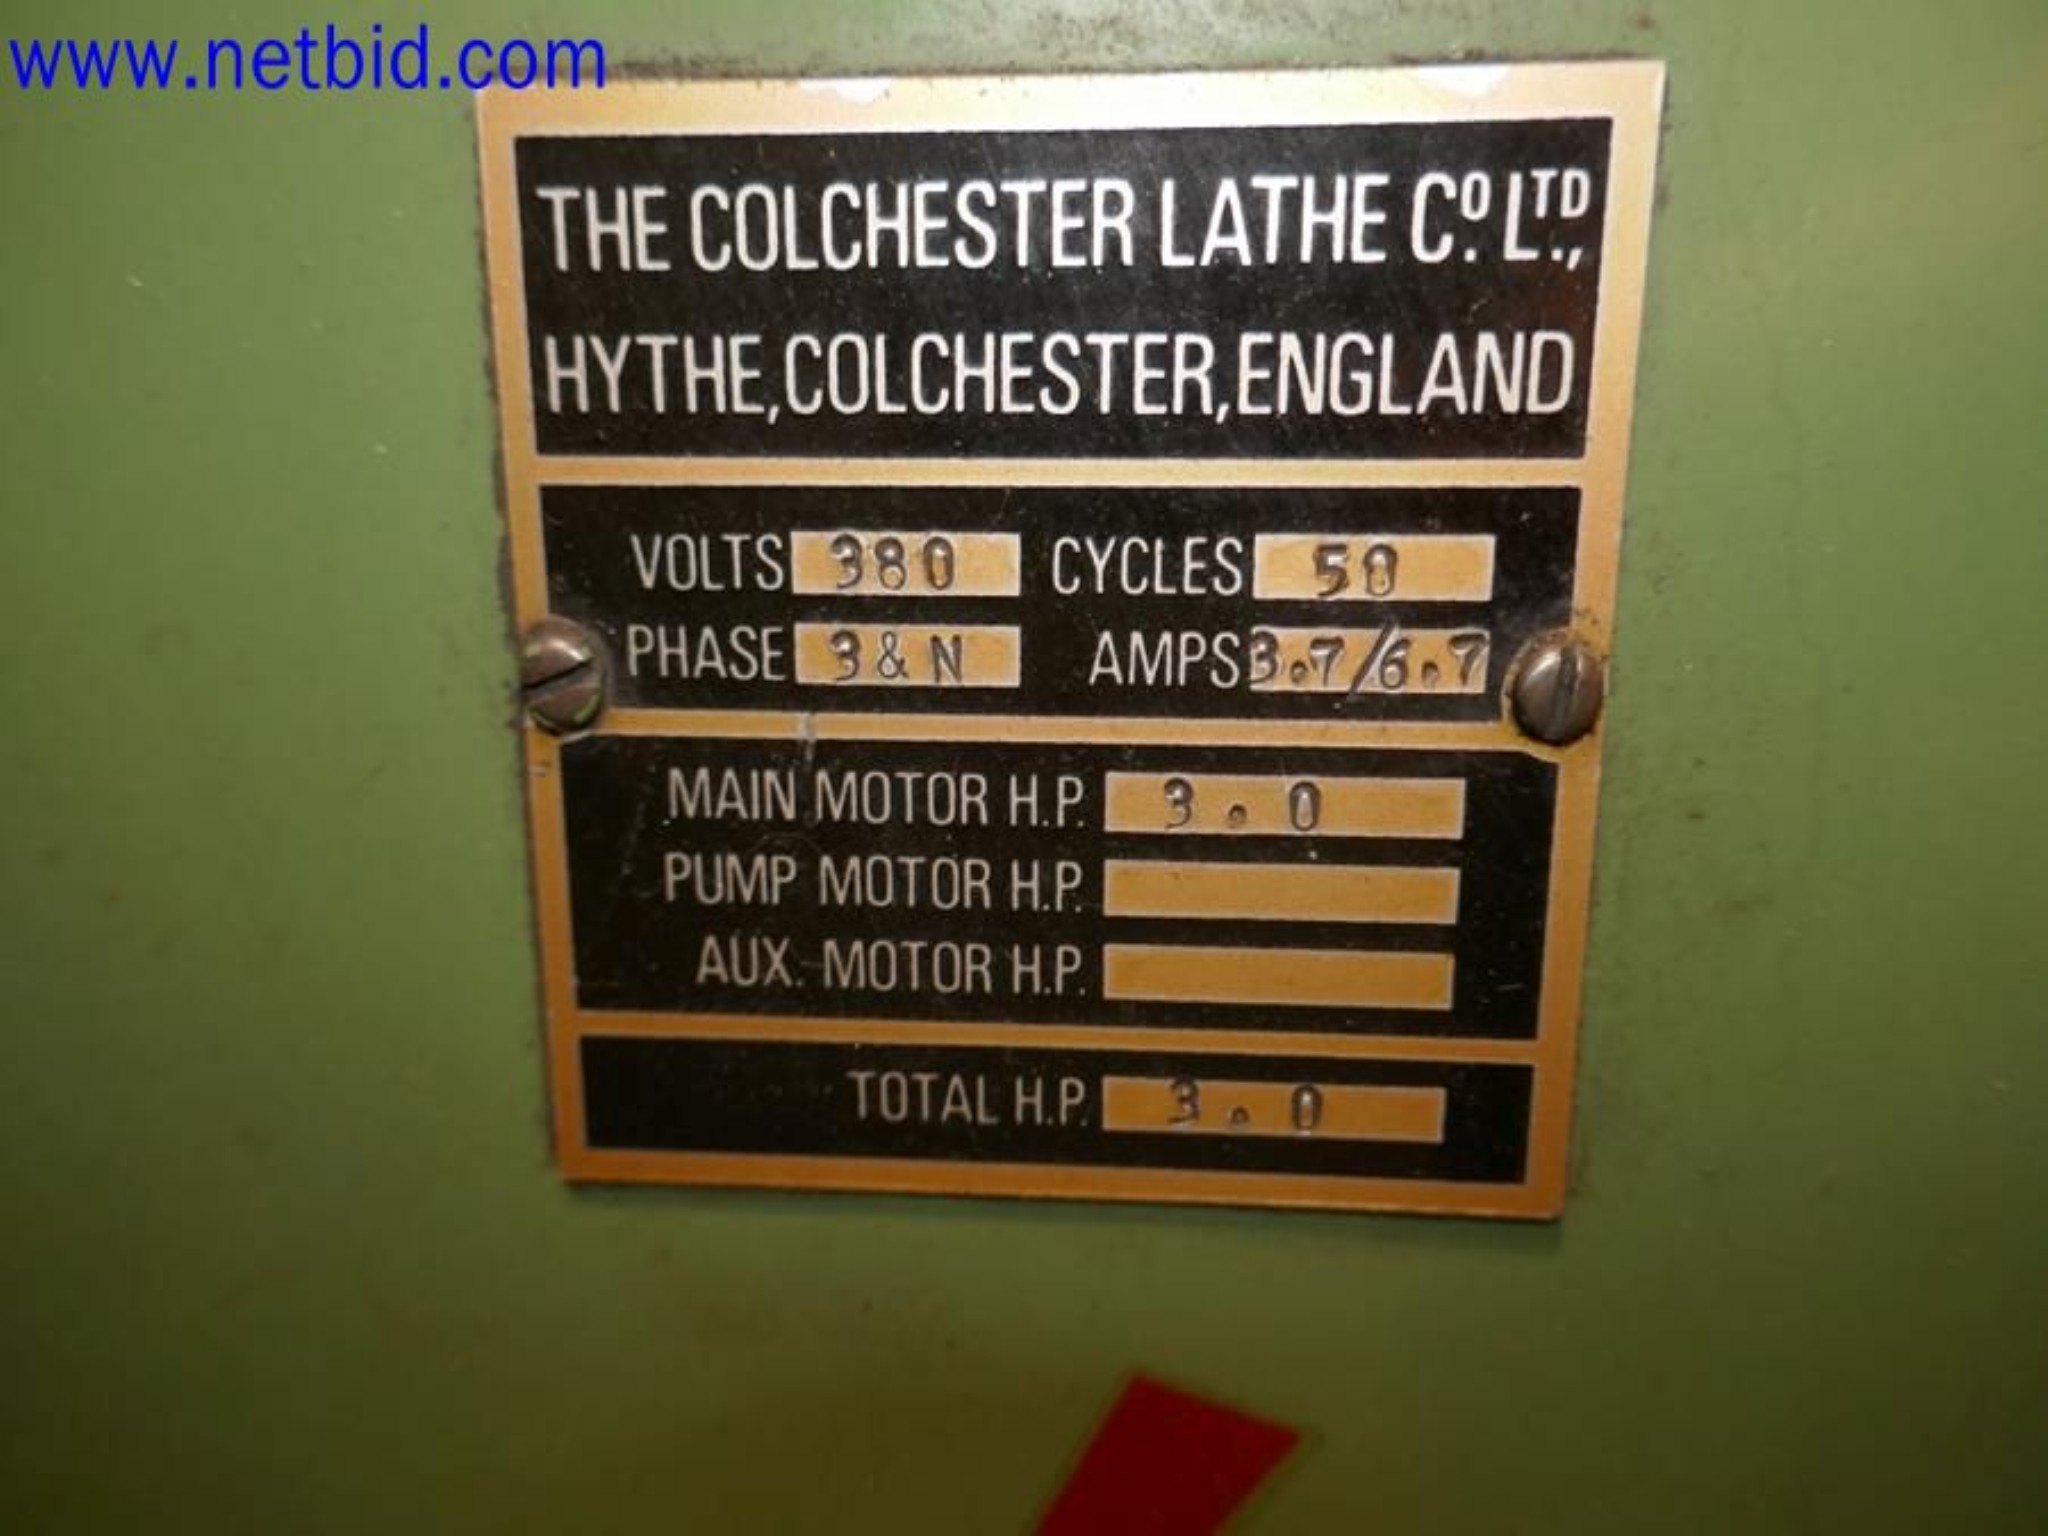 www.netbid.com
THE COLCHESTER LATHE Co. LTD.,
HYTHE, COLCHESTER, ENGLAND
VOLTS 380 CYCLES 50
PHASE 3 & N AMPS 3.7/6.7
MAIN MOTOR H.P. 3.0
PUMP MOTOR H.P.
AUX. MOTOR H.P.
TOTAL H.P. 3.0